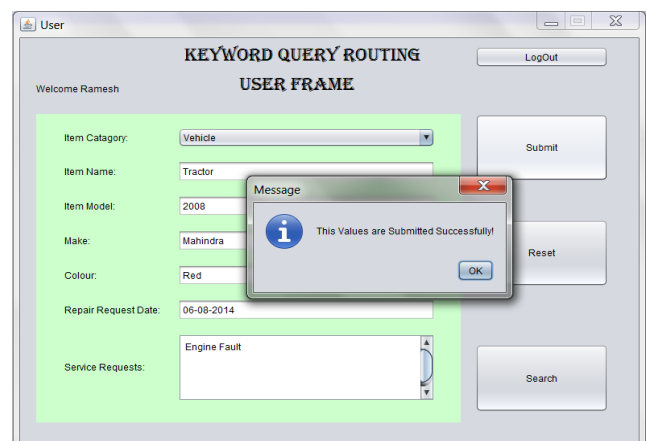 User
KEYWORD QUERY ROUTING
USER FRAME
LogOut
Welcome Ramesh
Item Catagory:
Vehicle
Submit
Item Name:
Tractor
Message
Item Model:
2008
This Values are Submitted Successfully!
Make:
Mahindra
Reset
OK
Colour:
Red
Repair Request Date:
06-08-2014
Engine Fault
Service Requests:
Search